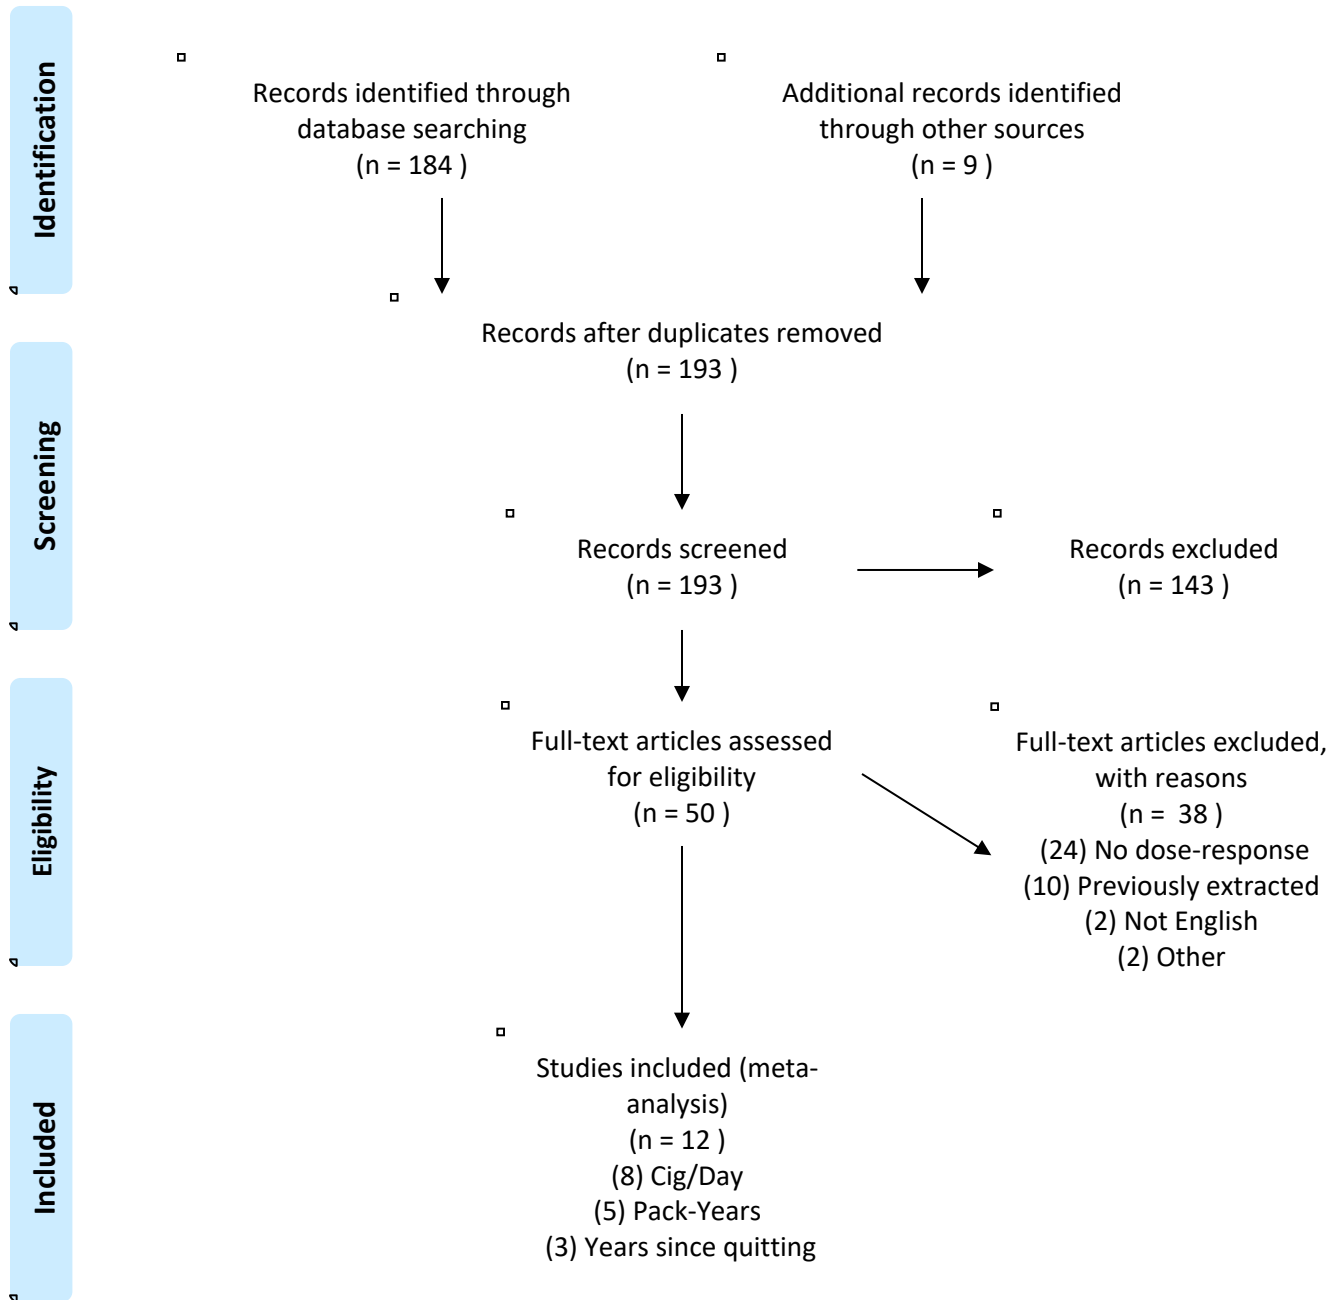 Identification
Records identified through
database searching
(n = 184 )
Additional records identified
through other sources
(n = 9 )
Records after duplicates removed
(n = 193 )
Screening
Records screened
(n = 193 )
Records excluded
(n = 143 )
Eligibility
Full-text articles assessed
for eligibility
(n = 50 )
Full-text articles excluded,
with reasons
(n =  38 )
(24) No dose-response
(10) Previously extracted
(2) Not English
(2) Other
Included
Studies included (meta-
analysis)
(n = 12 )
(8) Cig/Day
(5) Pack-Years
(3) Years since quitting